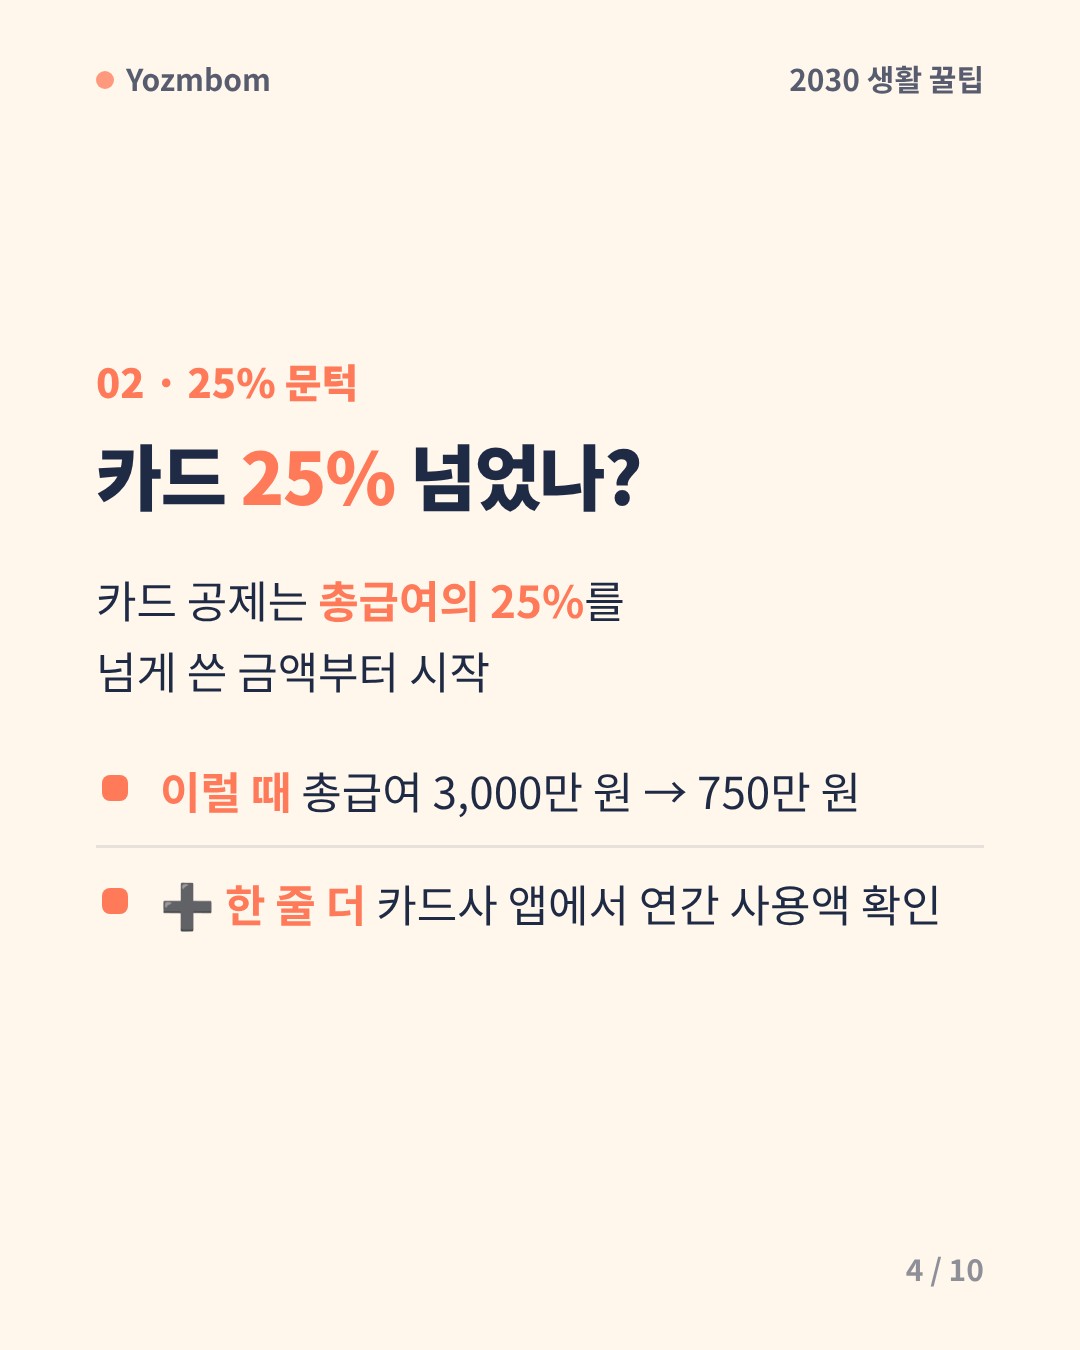 Yozmbom
2030 생활 꿀팁
02 · 25% 문턱
카드 25% 넘었나?
카드 공제는 총급여의 25%를
넘게 쓴 금액부터 시작
이럴 때 총급여 3,000만 원 → 750만 원
➕ 한 줄 더 카드사 앱에서 연간 사용액 확인
4 / 10